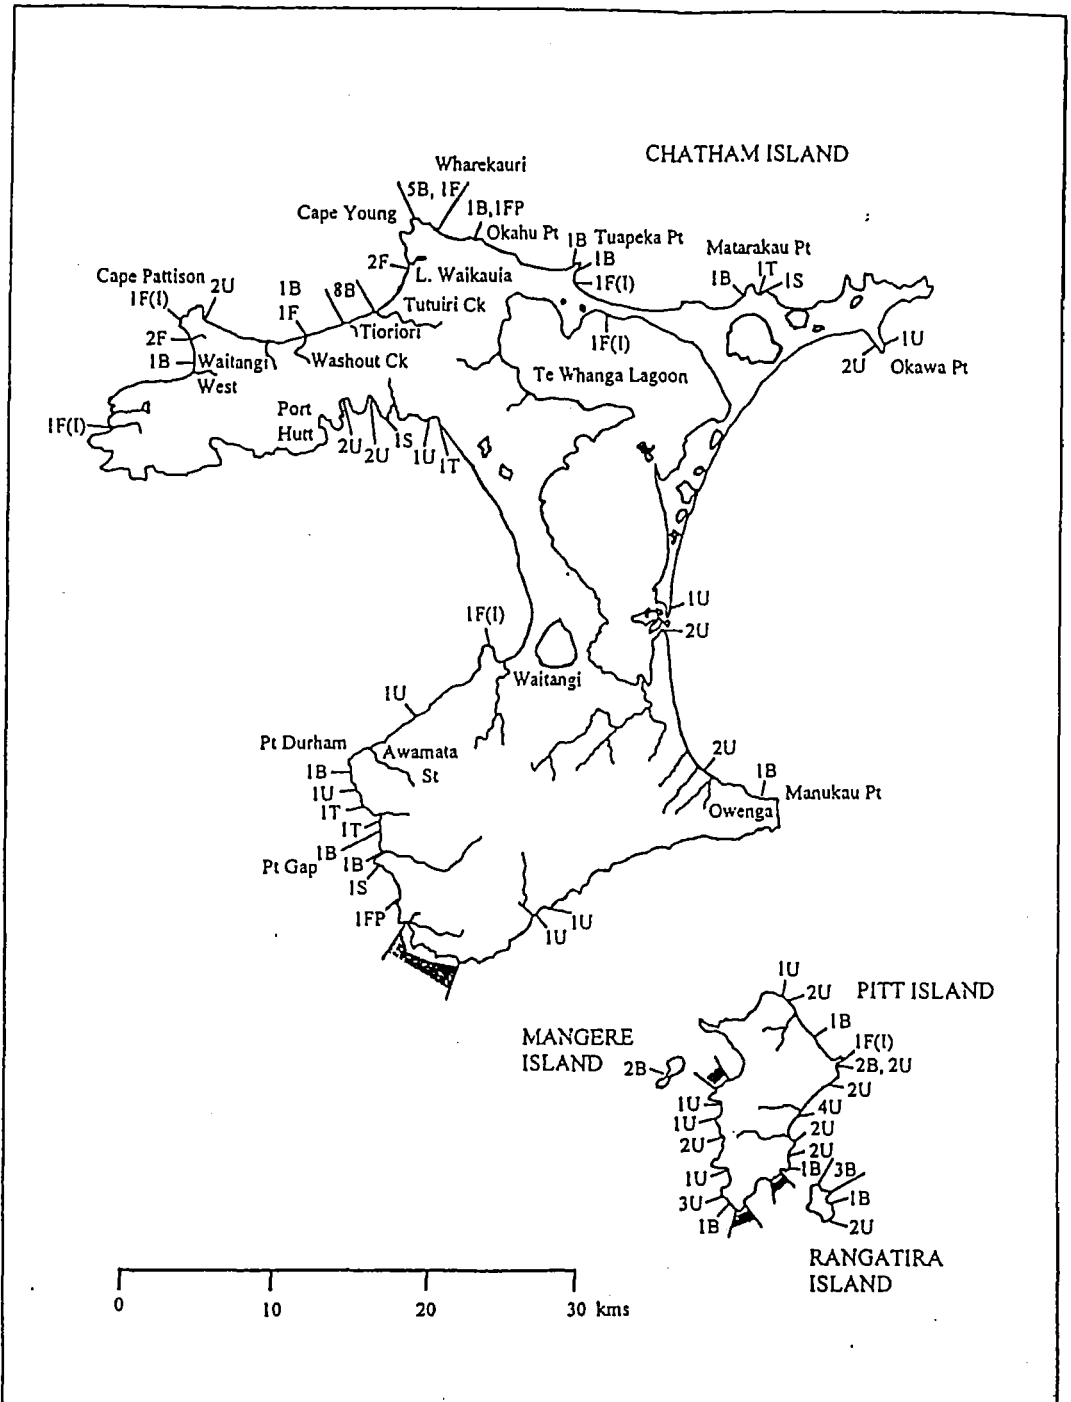 CHATHAM ISLAND
Wharekauri
5B, 1F
Cape Young
1B, 1FP
Okahu Pt
1B Tuapeka Pt
1B
1F(I)
Matarakau Pt
1T
1B
1S
2F
L. Waikauia
Cape Pattison
1F(I)
2U
1B
8B
Tutuiri Ck
1F
Tioriori
2F
1B
Waitangi
West
Washout Ck
1F(I)
1U
2U
Okawa Pt
Te Whanga Lagoon
Port
Hutt
1F(I)
2U
2U
1S
1U
1T
1U
2U
1F(I)
Waitangi
1U
Pt Durham
Awamata
St
1B
1U
1T
1T
1B
Pt Gap
1B
1S
1FP
2U
1B
Manukau Pt
Owenga
1U
1U
1U
2U
PITT ISLAND
1B
1F(I)
2B, 2U
2U
4U
2U
2U
1B
MANGERE
ISLAND
2B
1U
1U
2U
1U
3U
1B
3B
1B
2U
RANGATIRA
ISLAND
0
10
20
30 kms